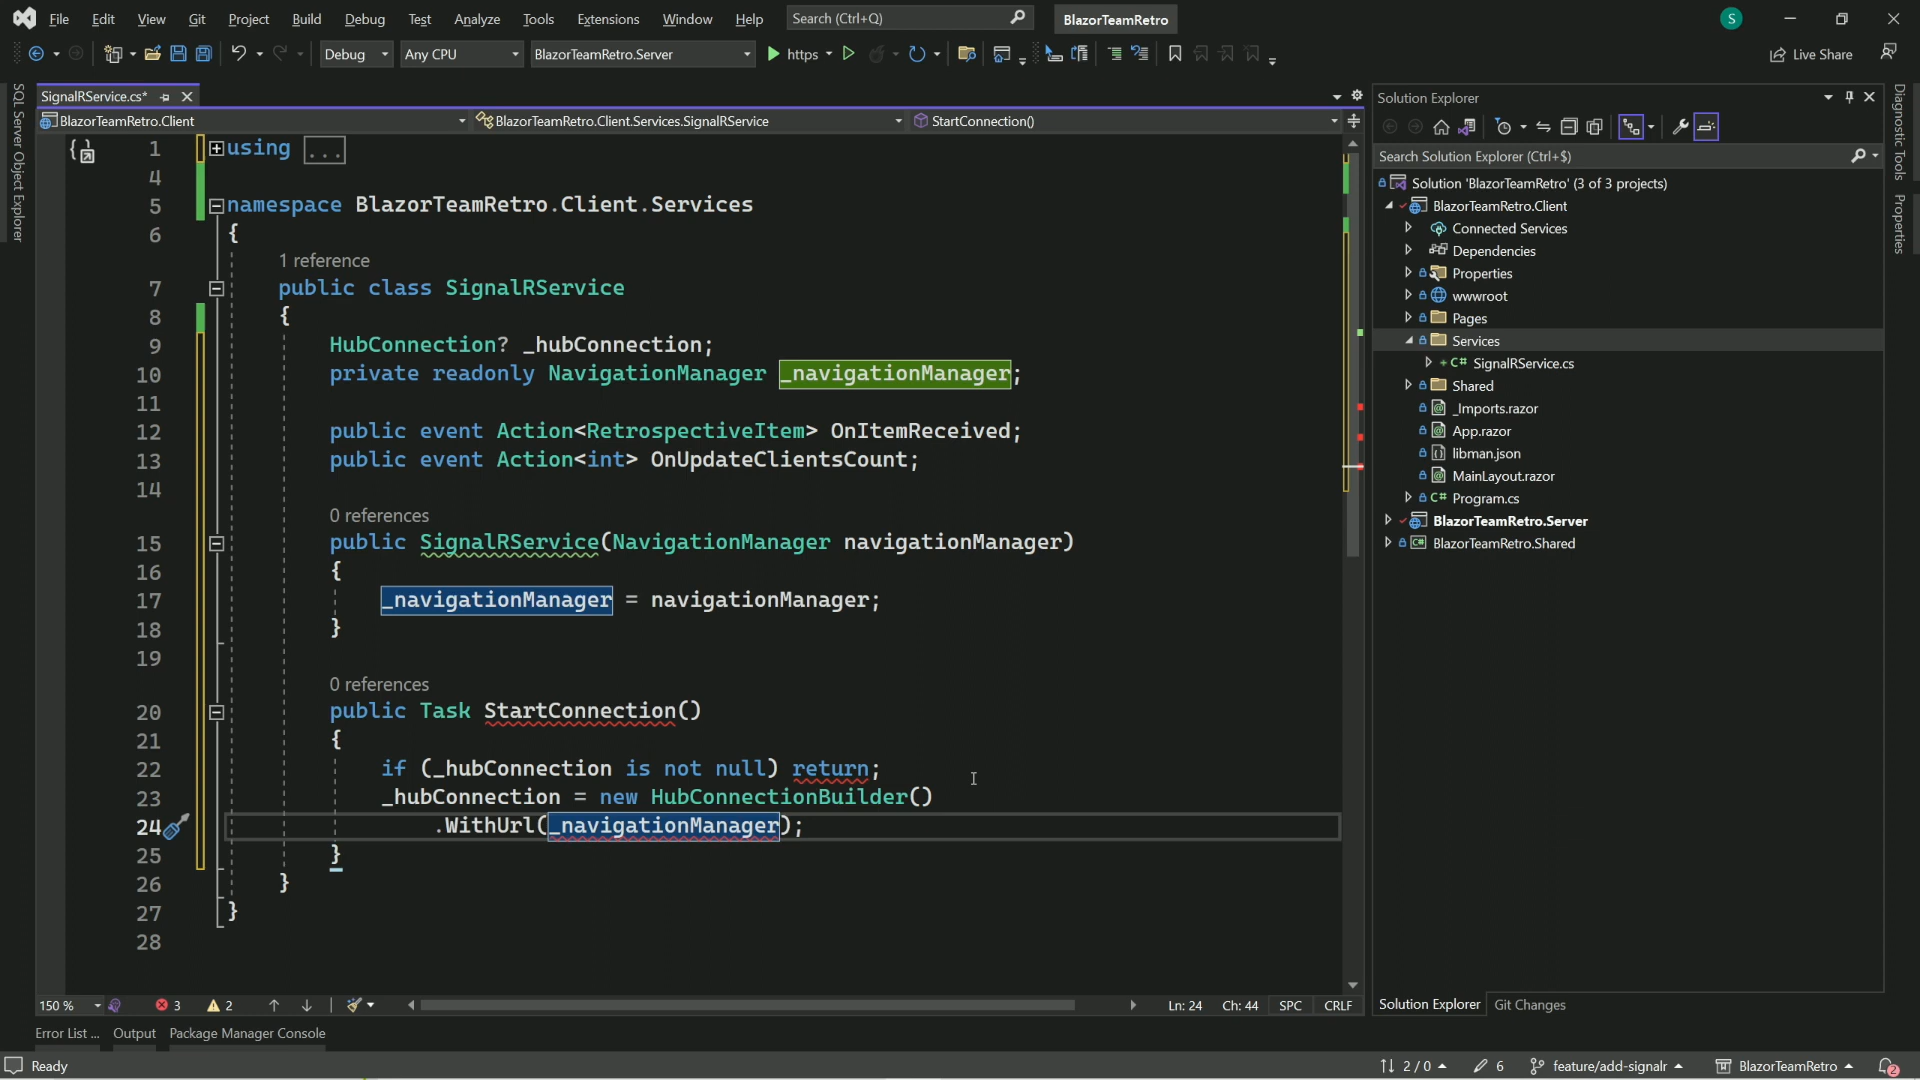 File Edit View Git Project Build Debug Test Analyze Tools Extensions Window Help Search (Ctrl+Q) BlazorTeamRetro S
Debug Any CPU BlazorTeamRetro.Server https Live Share
SignalRService.cs*
BlazorTeamRetro.Client BlazorTeamRetro.Client.Services.SignalRService StartConnection()
SQL Server Object Explorer
1 using ...
4
5 namespace BlazorTeamRetro.Client.Services
6 {
1 reference
7 public class SignalRService
8 {
9 HubConnection? _hubConnection;
10 private readonly NavigationManager _navigationManager;
11
12 public event Action<RetrospectiveItem> OnItemReceived;
13 public event Action<int> OnUpdateClientsCount;
14
0 references
15 public SignalRService(NavigationManager navigationManager)
16 {
17 _navigationManager = navigationManager;
18 }
19
0 references
20 public Task StartConnection()
21 {
22 if (_hubConnection is not null) return;
23 _hubConnection = new HubConnectionBuilder()
24 .WithUrl(_navigationManager);
25 }
26 }
27 }
28
150 % 3 2 Ln: 24 Ch: 44 SPC CRLF
Solution Explorer
Search Solution Explorer (Ctrl+$)
Solution 'BlazorTeamRetro' (3 of 3 projects)
BlazorTeamRetro.Client
Connected Services
Dependencies
Properties
wwwroot
Pages
Services
C# SignalRService.cs
Shared
_Imports.razor
App.razor
libman.json
MainLayout.razor
C# Program.cs
BlazorTeamRetro.Server
C# BlazorTeamRetro.Shared
Solution Explorer Git Changes
Diagnostic Tools
Properties
Error List ... Output Package Manager Console
Ready 2 / 0 6 feature/add-signalr BlazorTeamRetro 2